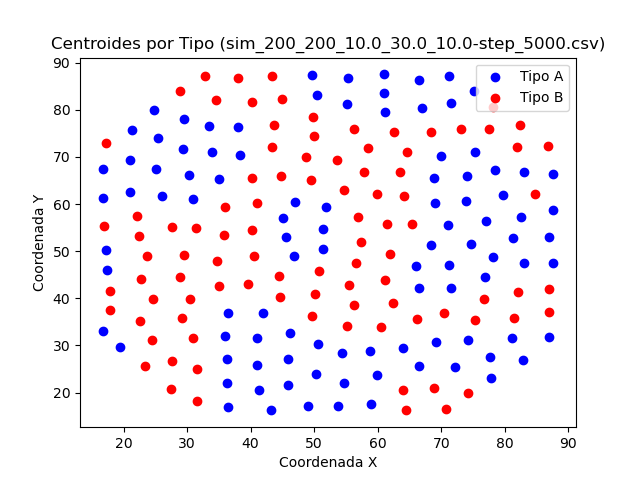 Centroides por Tipo (sim_200_200_10.0_30.0_10.0-step_5000.csv)
Tipo A
Tipo B
90
80
70
60
50
40
30
20
Coordenada Y
20 30 40 50 60 70 80 90
Coordenada X